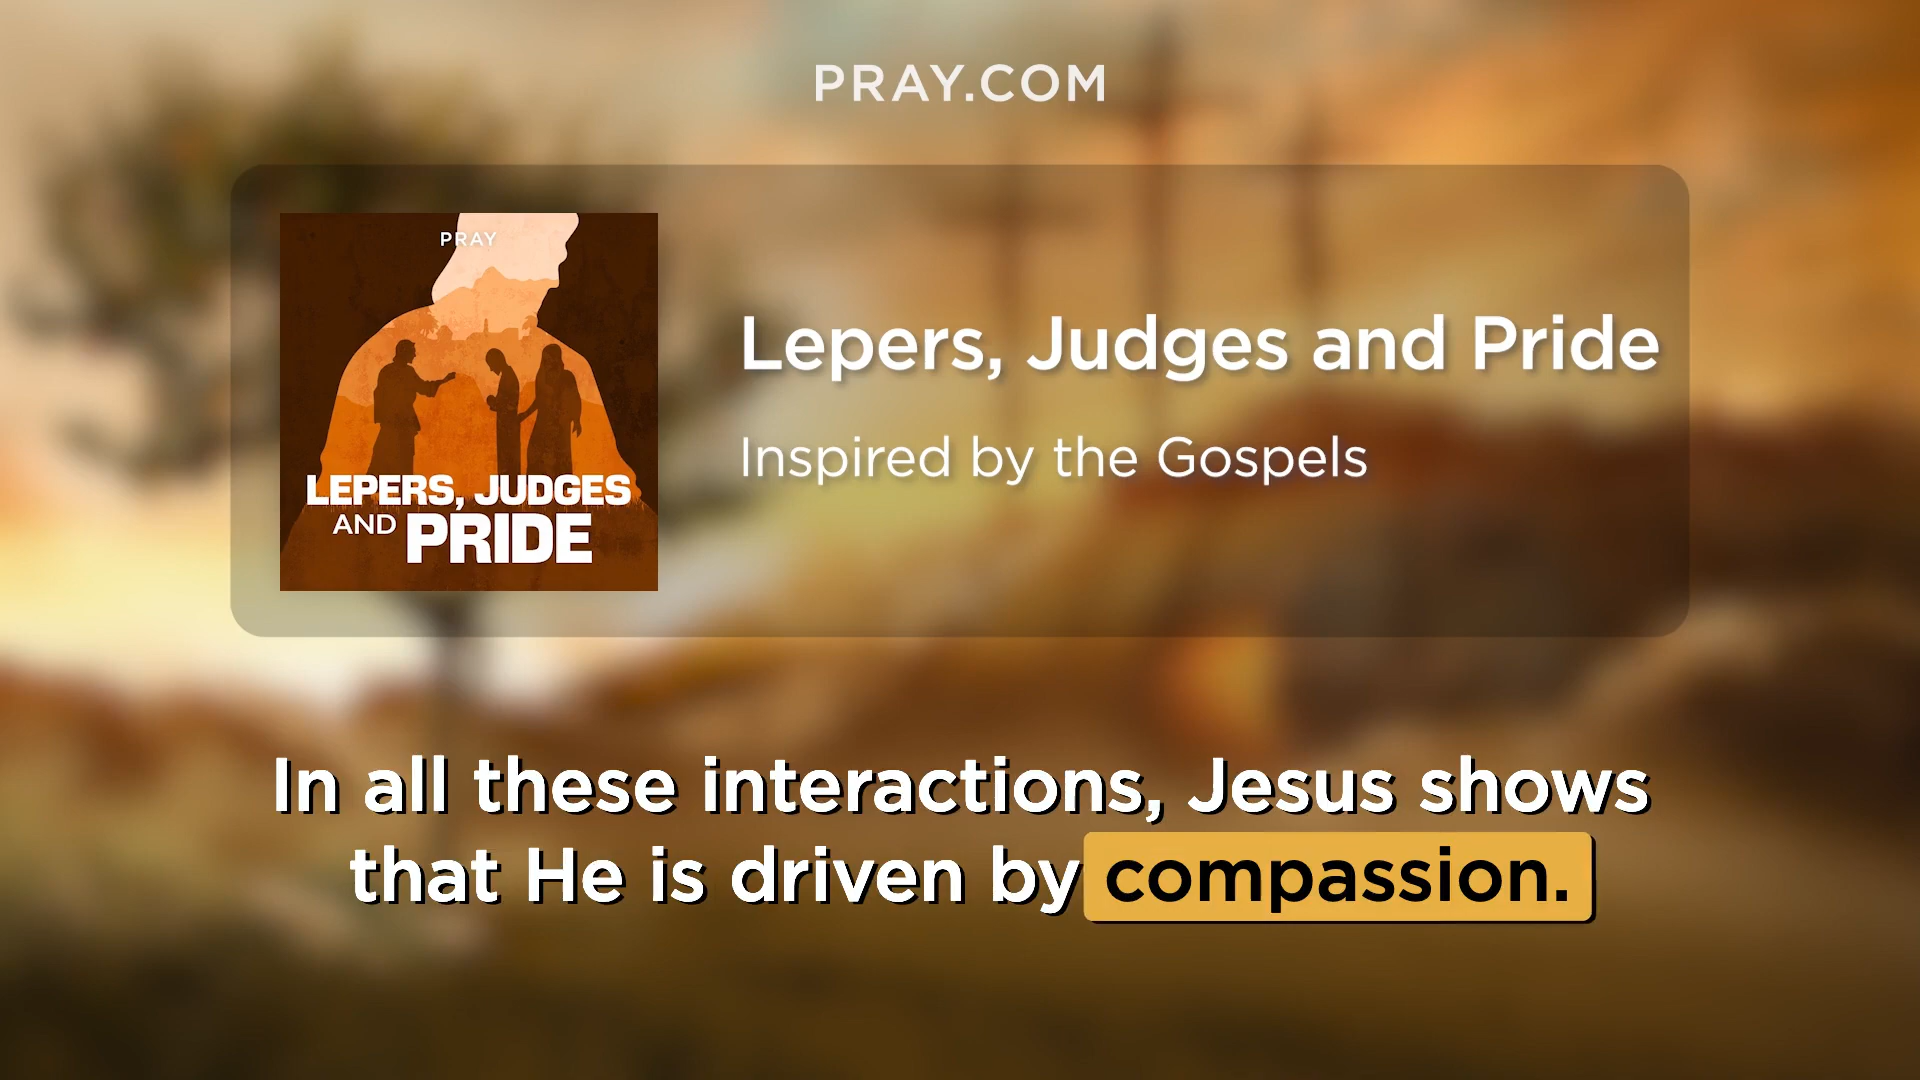 PRAY.COM
PRAY
LEPERS, JUDGES
AND PRIDE
Lepers, Judges and Pride
Inspired by the Gospels
In all these interactions, Jesus shows
that He is driven by compassion.